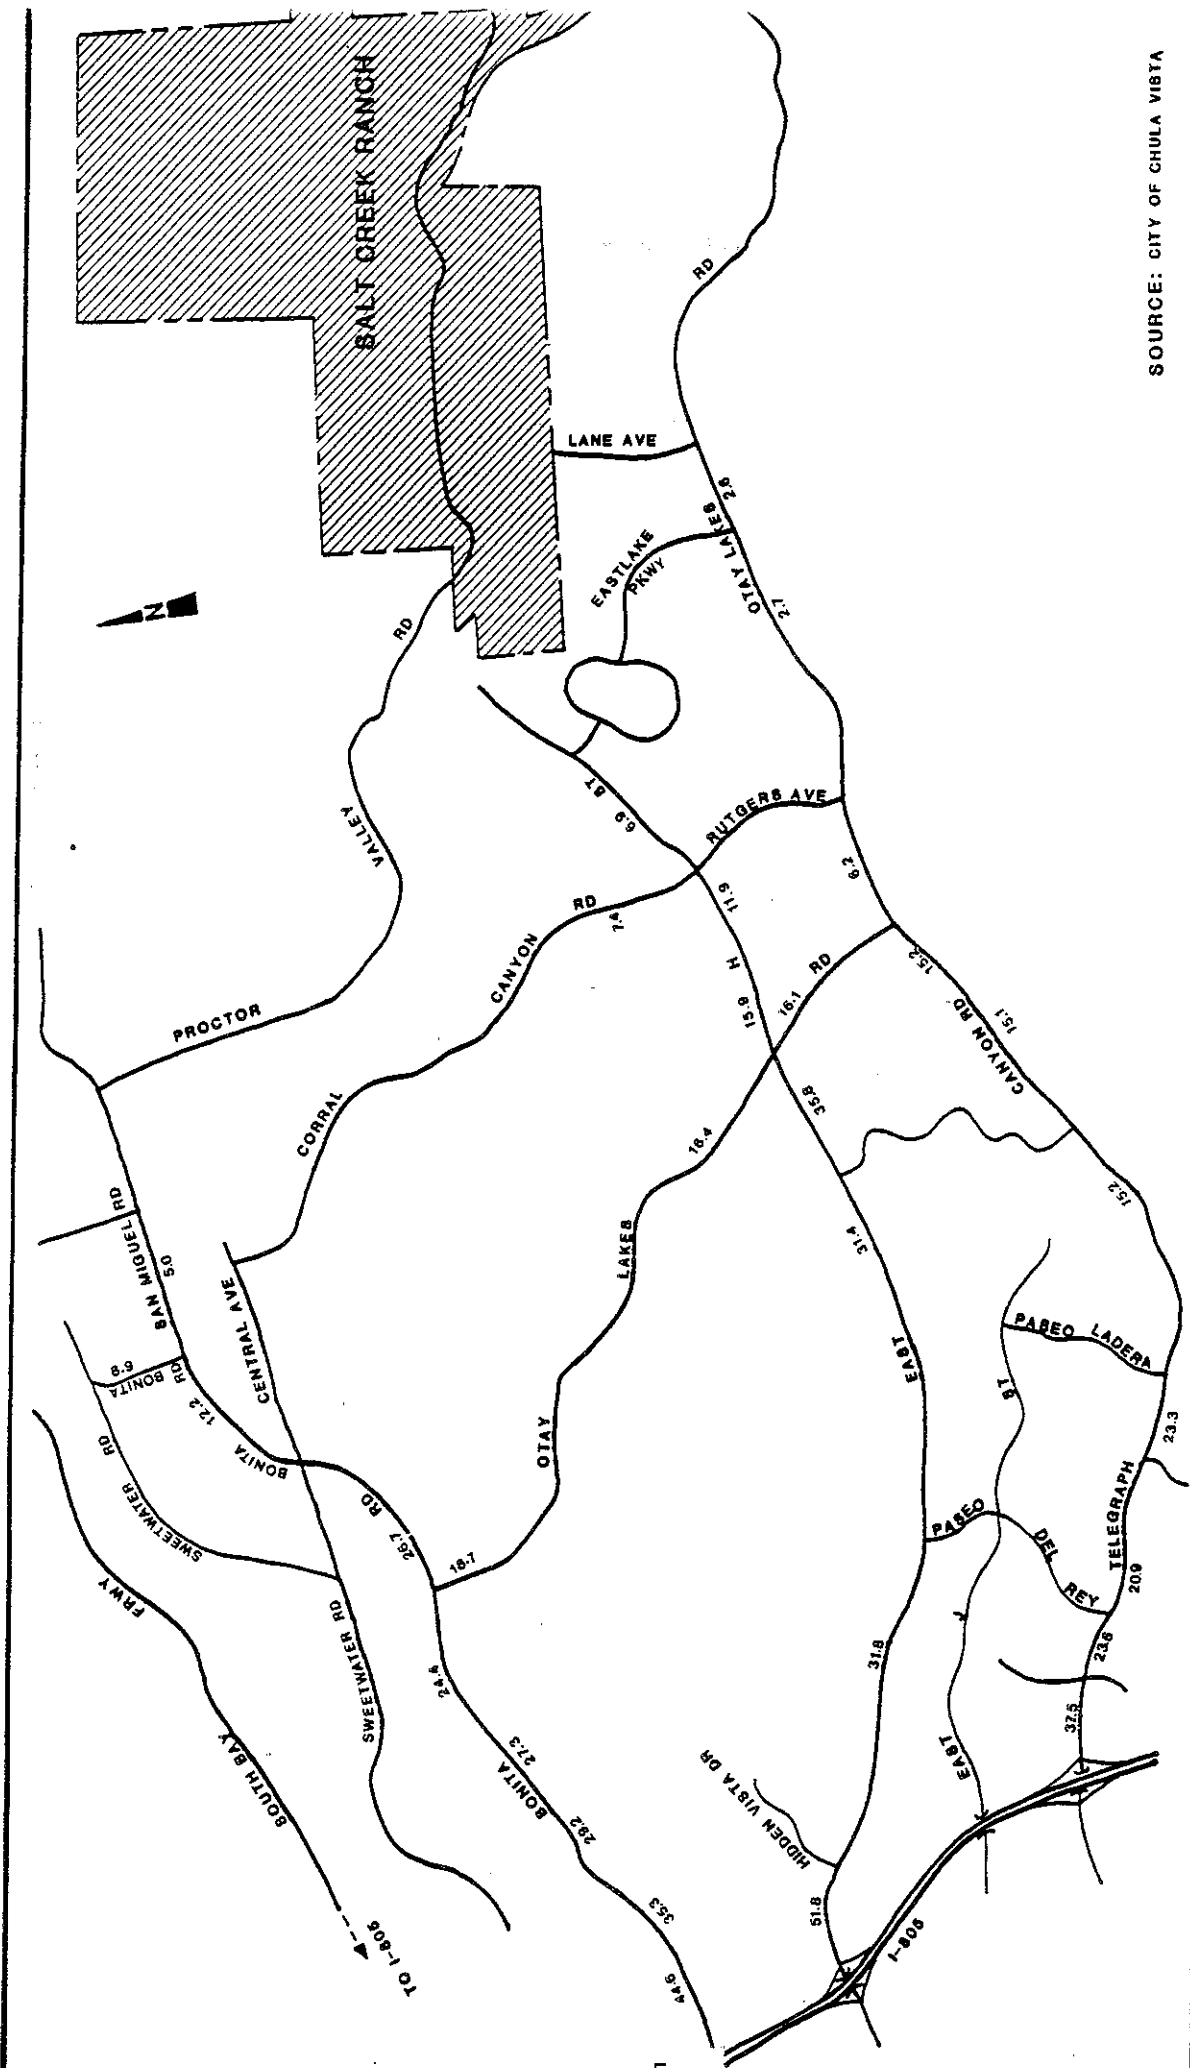 SALT CREEK RANCH
SOURCE: CITY OF CHULA VISTA
N
RD
LANE AVE
OTAY LAKES
2.6
2.7
EASTLAKE
PKWY
RD
VALLEY
PROCTOR
ST
6.9
RUTGERS AVE
6.2
11.9
H
15.9
7.4
RD
CANYON
CORRAL
RD
16.1
16.4
LAKES
OTAY
18.7
15.2
15.1
CANYON RD
15.2
35.8
31.4
EAST
31.8
51.8
SAN MIGUEL RD
5.0
BONITA
RD
12.2
BONITA
RD
26.7
24.4
27.3
BONITA
29.2
35.3
44.6
CENTRAL AVE
SWEETWATER
RD
SWEETWATER RD
SOUTH BAY
FRWY
TO I-805
HIDDEN VISTA DR
I-805
PASEO LADERA
ST
J
EAST
PASEO
DEL
REY
TELEGRAPH
23.3
20.9
23.6
37.5